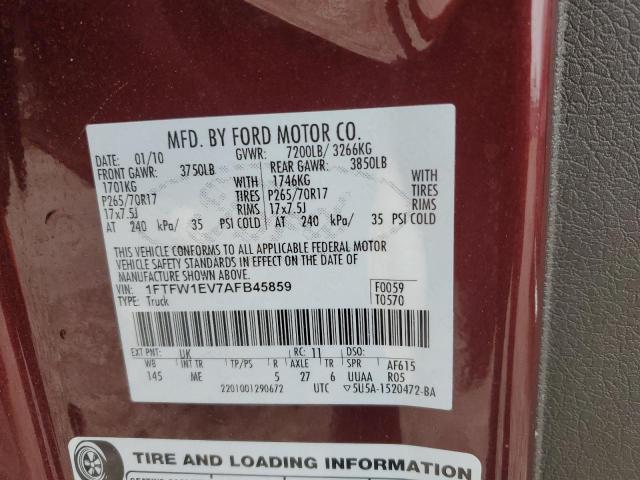 MFD. BY FORD MOTOR CO.
DATE: 01/10 GVWR: 7200LB/ 3266KG
FRONT GAWR: 3750LB REAR GAWR: 3850LB
1701KG WITH 1746KG WITH
P265/70R17 TIRES P265/70R17 TIRES
17x7.5J RIMS 17x7.5J RIMS
AT 240 kPa/ 35 PSI COLD AT 240 kPa/ 35 PSI COLD
THIS VEHICLE CONFORMS TO ALL APPLICABLE FEDERAL MOTOR
VEHICLE SAFETY STANDARDS IN EFFECT ON THE DATE OF
MANUFACTURE SHOWN ABOVE.
VIN: 1FTFW1EV7AFB45859 F0059
TYPE: Truck T0570
EXT PNT: UK RC: 11 DSO:
WB INT TR TP/PS R AXLE TR AF615
145 ME 5 27 6 UUAA R05
2201001290672 UTC 5U5A-1520472-BA
TIRE AND LOADING INFORMATION